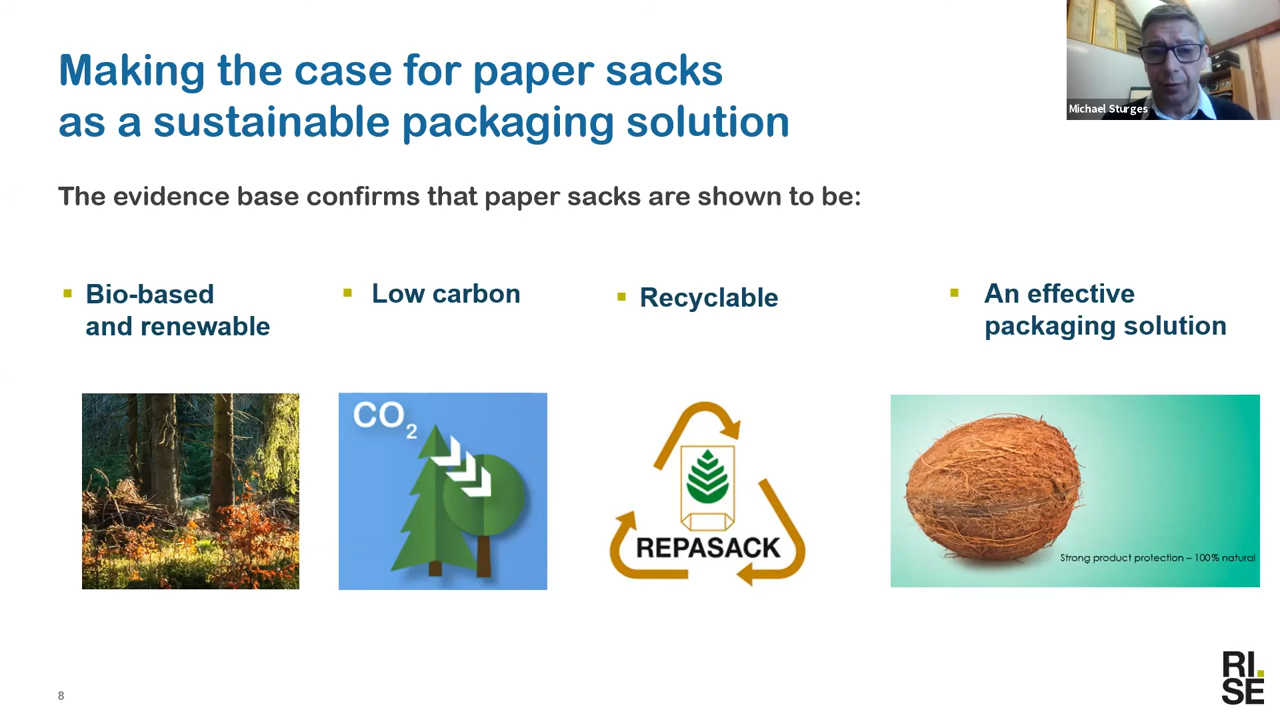 Making the case for paper sacks
as a sustainable packaging solution
Michael Sturges
The evidence base confirms that paper sacks are shown to be:
Bio-based
and renewable
Low carbon
Recyclable
An effective
packaging solution
CO2
REPASACK
Strong product protection – 100% natural
8
RI.
SE